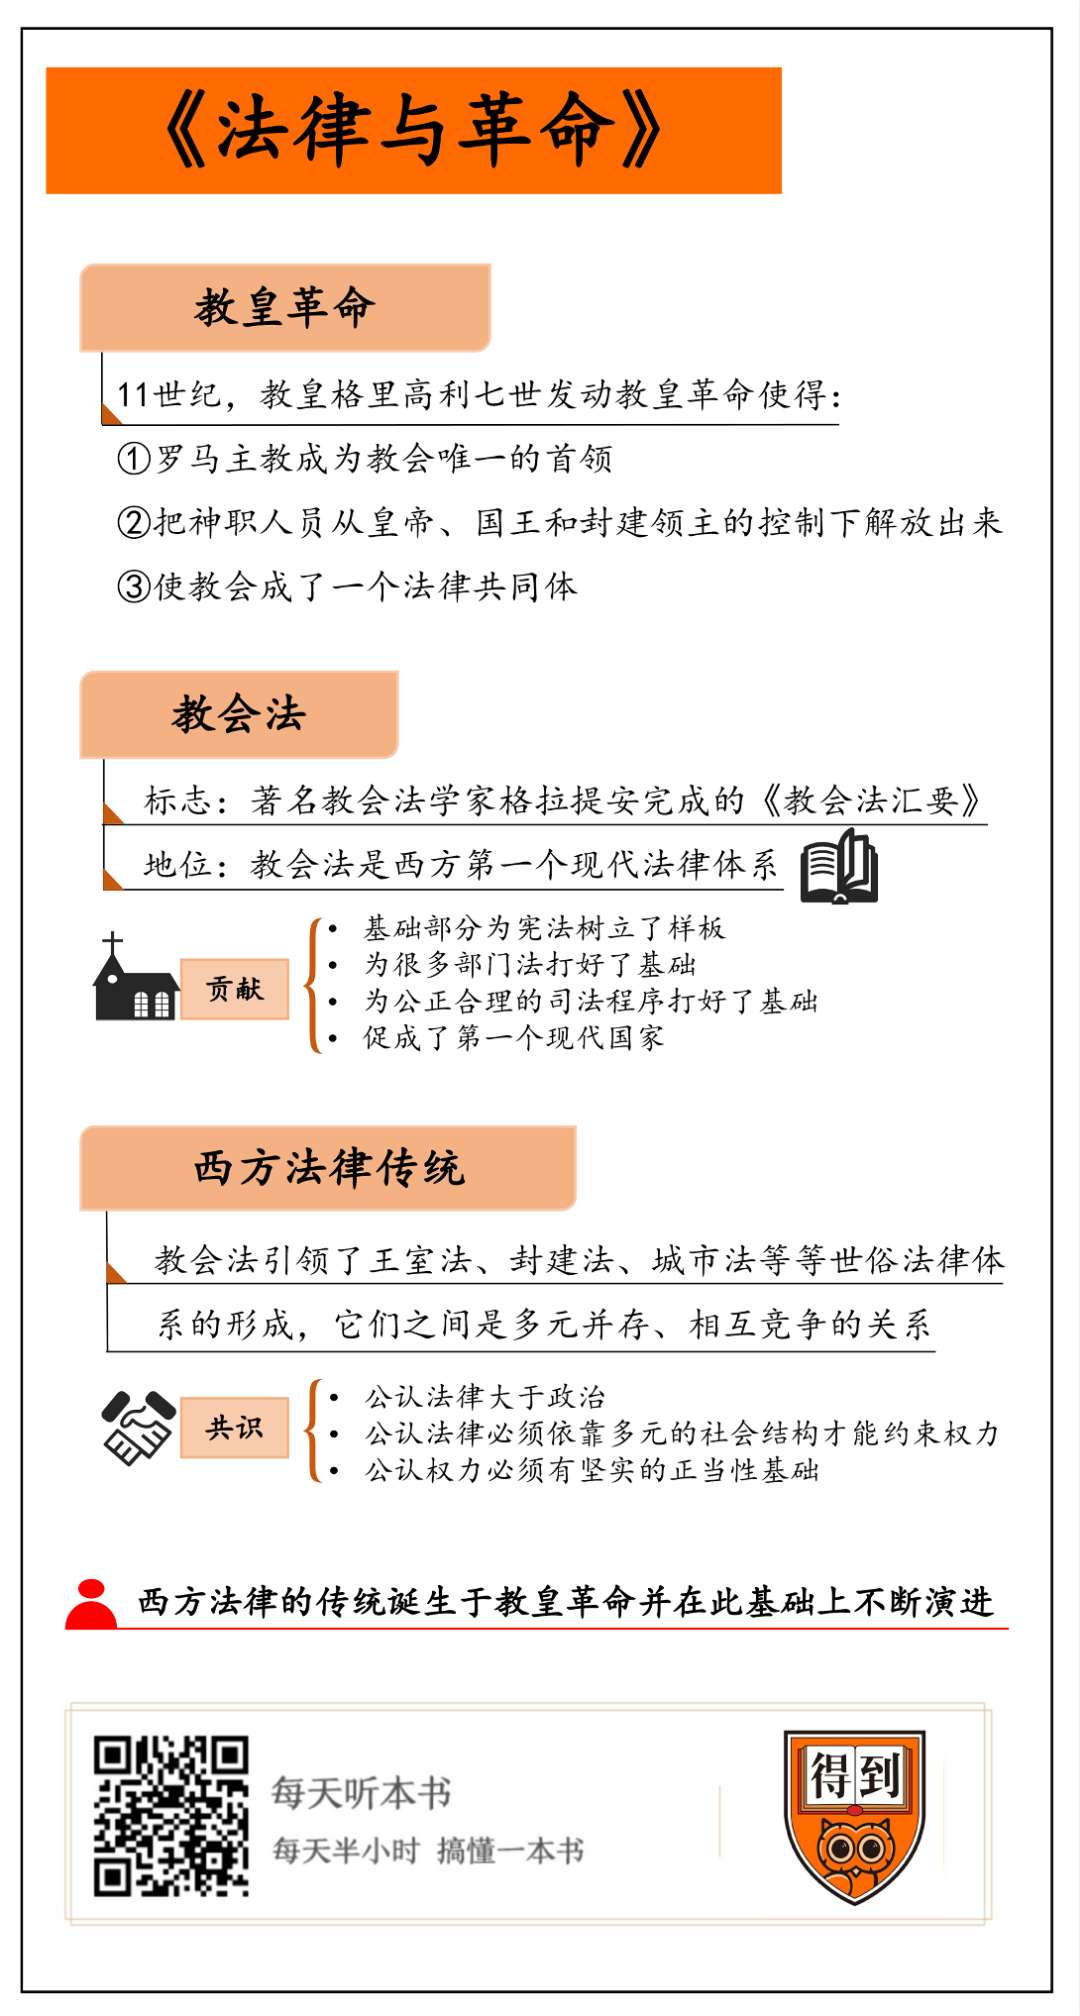 《法律与革命》
教皇革命
11世纪，教皇格里高利七世发动教皇革命使得：
①罗马主教成为教会唯一的首领
②把神职人员从皇帝、国王和封建领主的控制下解放出来
③使教会成了一个法律共同体
教会法
标志：著名教会法学家格拉提安完成的《教会法汇要》
地位：教会法是西方第一个现代法律体系
贡献
• 基础部分为宪法树立了样板
• 为很多部门法打好了基础
• 为公正合理的司法程序打好了基础
• 促成了第一个现代国家
西方法律传统
教会法引领了王室法、封建法、城市法等等世俗法律体
系的形成，它们之间是多元并存、相互竞争的关系
共识
• 公认法律大于政治
• 公认法律必须依靠多元的社会结构才能约束权力
• 公认权力必须有坚实的正当性基础
西方法律的传统诞生于教皇革命并在此基础上不断演进
每天听本书
每天半小时 搞懂一本书
得到